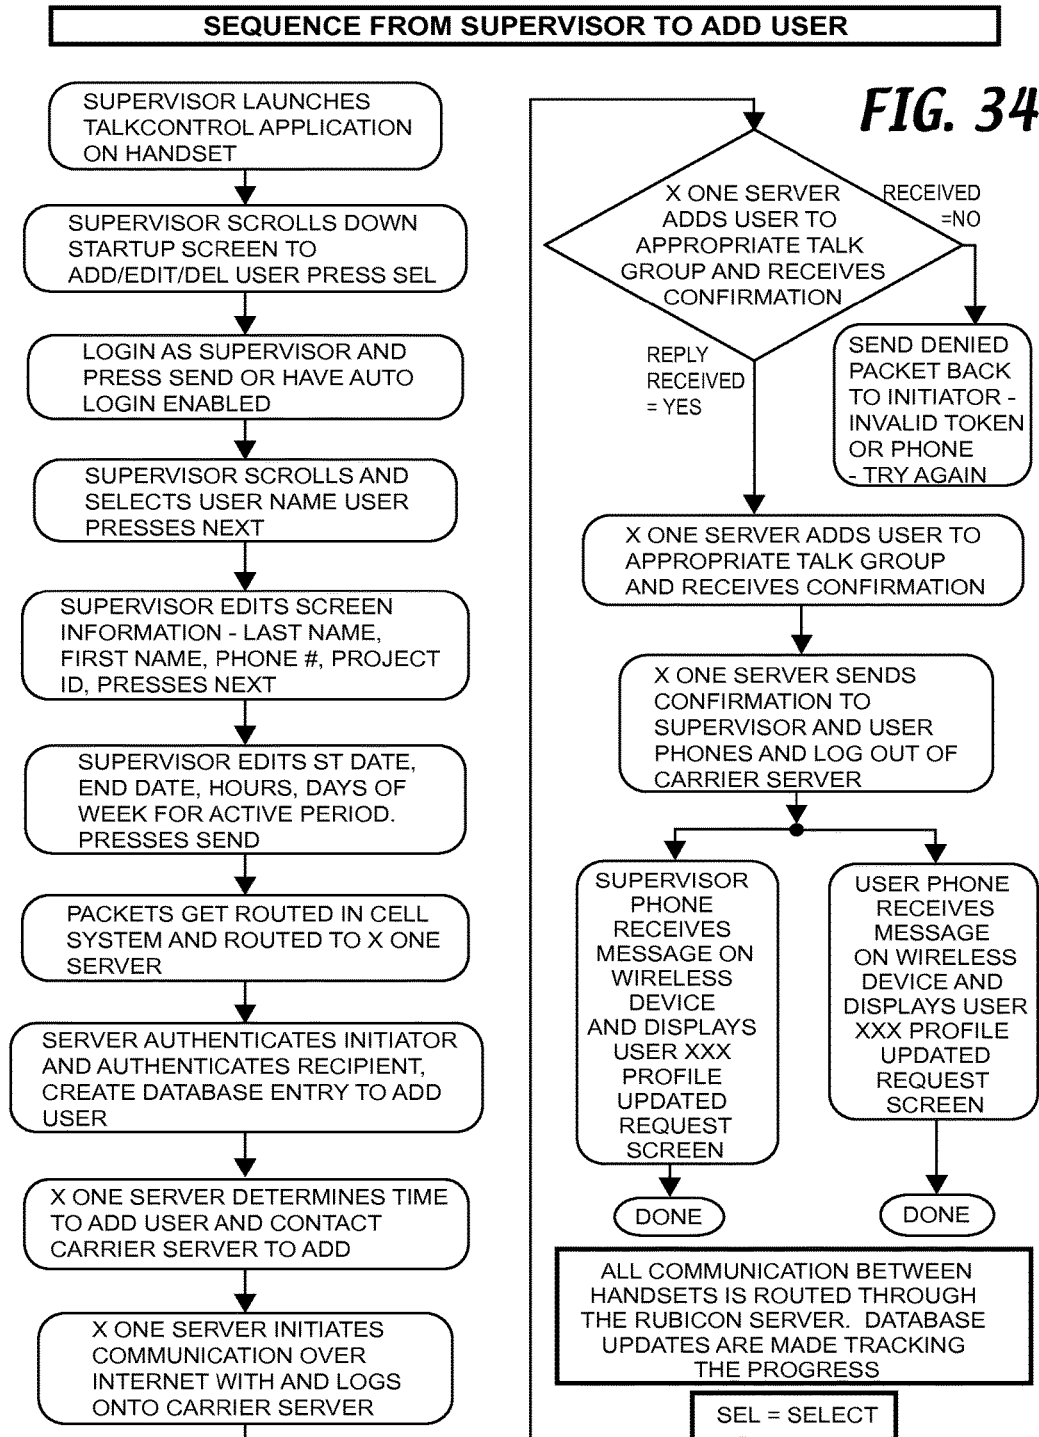 SEQUENCE FROM SUPERVISOR TO ADD USER
FIG. 34
SUPERVISOR LAUNCHES
TALKCONTROL APPLICATION
ON HANDSET
SUPERVISOR SCROLLS DOWN
STARTUP SCREEN TO
ADD/EDIT/DEL USER PRESS SEL
LOGIN AS SUPERVISOR AND
PRESS SEND OR HAVE AUTO
LOGIN ENABLED
SUPERVISOR SCROLLS AND
SELECTS USER NAME USER
PRESSES NEXT
SUPERVISOR EDITS SCREEN
INFORMATION - LAST NAME,
FIRST NAME, PHONE #, PROJECT
ID, PRESSES NEXT
SUPERVISOR EDITS ST DATE,
END DATE, HOURS, DAYS OF
WEEK FOR ACTIVE PERIOD.
PRESSES SEND
PACKETS GET ROUTED IN CELL
SYSTEM AND ROUTED TO X ONE
SERVER
SERVER AUTHENTICATES INITIATOR
AND AUTHENTICATES RECIPIENT,
CREATE DATABASE ENTRY TO ADD
USER
X ONE SERVER DETERMINES TIME
TO ADD USER AND CONTACT
CARRIER SERVER TO ADD
X ONE SERVER INITIATES
COMMUNICATION OVER
INTERNET WITH AND LOGS
ONTO CARRIER SERVER
X ONE SERVER
ADDS USER TO
APPROPRIATE TALK
GROUP AND RECEIVES
CONFIRMATION
RECEIVED
=NO
SEND DENIED
PACKET BACK
TO INITIATOR -
INVALID TOKEN
OR PHONE
- TRY AGAIN
REPLY
RECEIVED
= YES
X ONE SERVER ADDS USER TO
APPROPRIATE TALK GROUP
AND RECEIVES CONFIRMATION
X ONE SERVER SENDS
CONFIRMATION TO
SUPERVISOR AND USER
PHONES AND LOG OUT OF
CARRIER SERVER
SUPERVISOR
PHONE
RECEIVES
MESSAGE ON
WIRELESS
DEVICE
AND DISPLAYS
USER XXX
PROFILE
UPDATED
REQUEST
SCREEN
DONE
USER PHONE
RECEIVES
MESSAGE
ON WIRELESS
DEVICE AND
DISPLAYS USER
XXX PROFILE
UPDATED
REQUEST
SCREEN
DONE
ALL COMMUNICATION BETWEEN
HANDSETS IS ROUTED THROUGH
THE RUBICON SERVER. DATABASE
UPDATES ARE MADE TRACKING
THE PROGRESS
SEL = SELECT